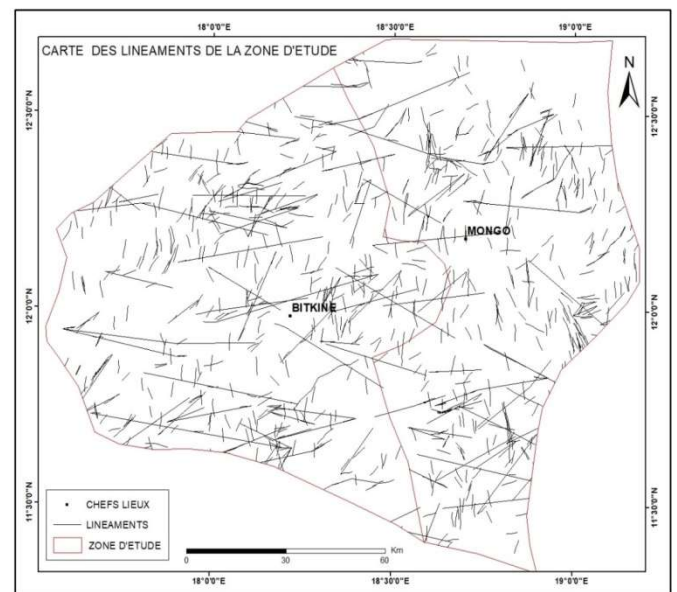 18°0'0"E 18°30'0"E 19°0'0"E
CARTE DES LINEAMENTS DE LA ZONE D'ETUDE
N
12°30'0"N 12°30'0"N
MONGO
BITKINE
12°0'0"N 12°0'0"N
11°30'0"N 11°30'0"N
CHEFS LIEUX
LINEAMENTS
ZONE D'ETUDE
Km
0 30 60
18°0'0"E 18°30'0"E 19°0'0"E